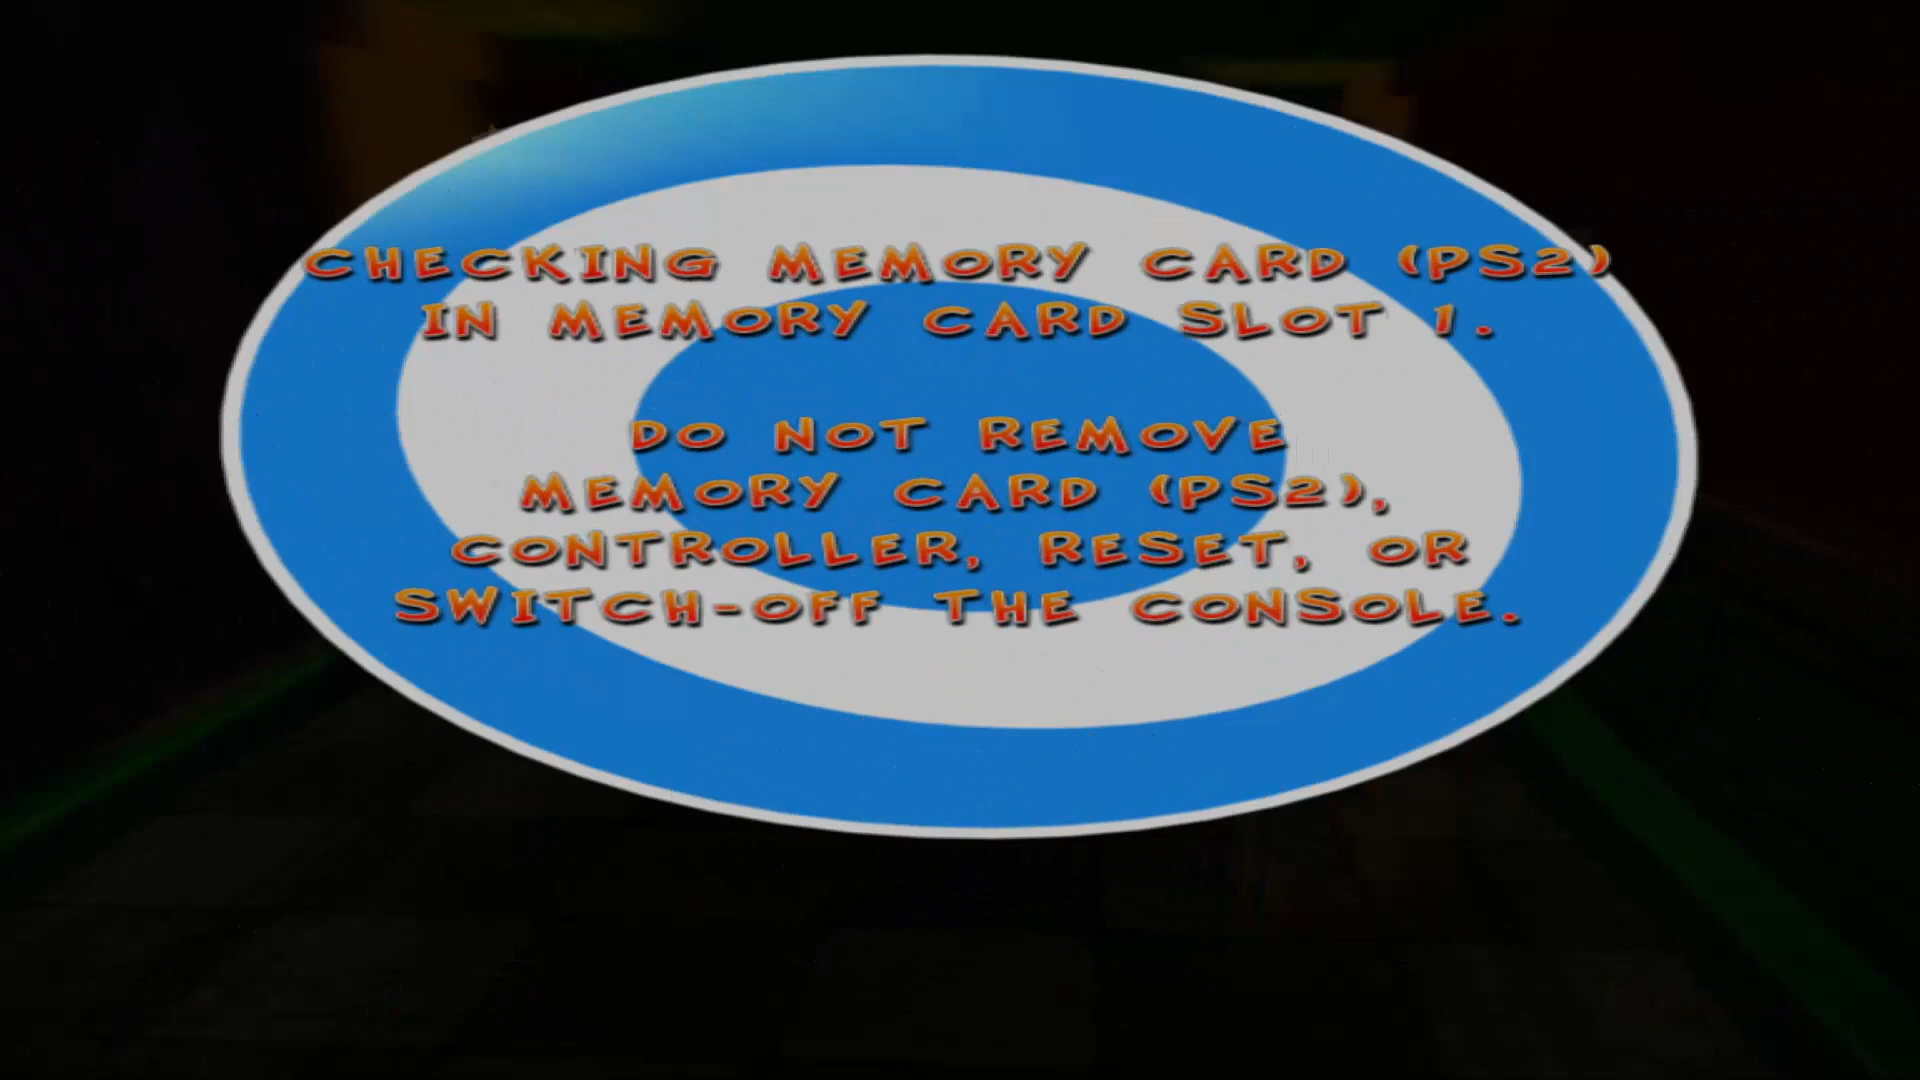 CHECKING MEMORY CARD (PS2)
IN MEMORY CARD SLOT 1.
DO NOT REMOVE
MEMORY CARD (PS2),
CONTROLLER, RESET, OR
SWITCH-OFF THE CONSOLE.